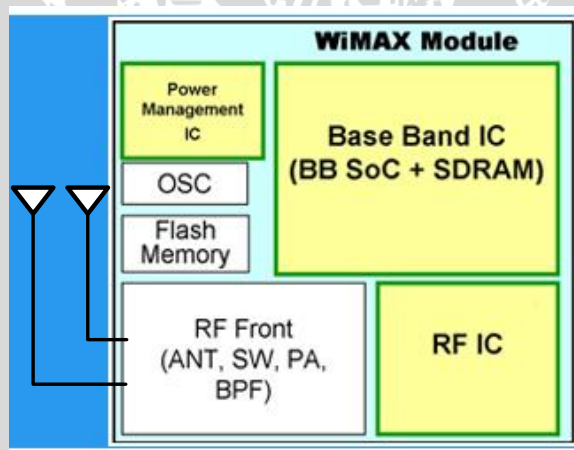 WiMAX Module
Power
Management
IC
Base Band IC
(BB SoC + SDRAM)
OSC
Flash
Memory
RF Front
(ANT, SW, PA,
BPF)
RF IC